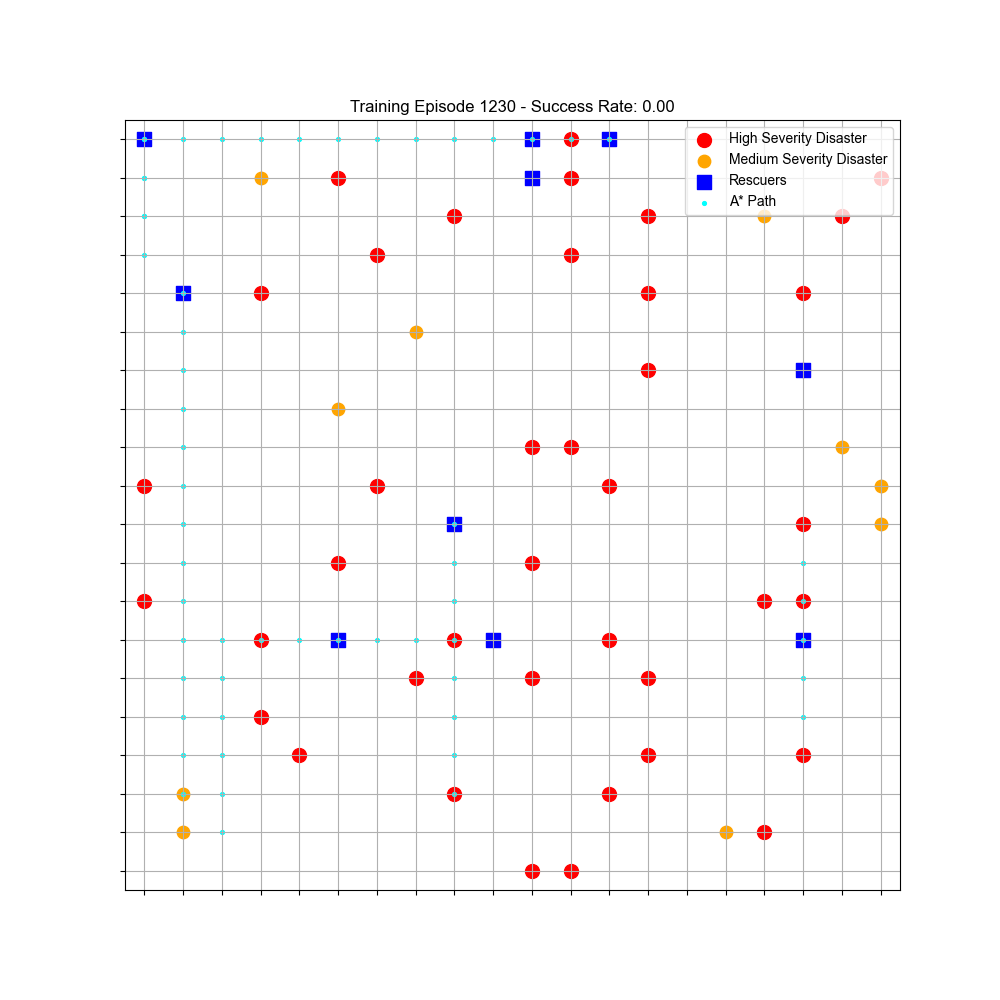 Training Episode 1230 - Success Rate: 0.00
High Severity Disaster
Medium Severity Disaster
Rescuers
A* Path